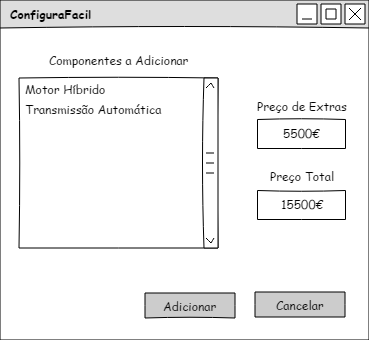 ConfiguraFacil
Componentes a Adicionar
Motor Híbrido
Transmissão Automática
Preço de Extras
5500€
Preço Total
15500€
Adicionar
Cancelar